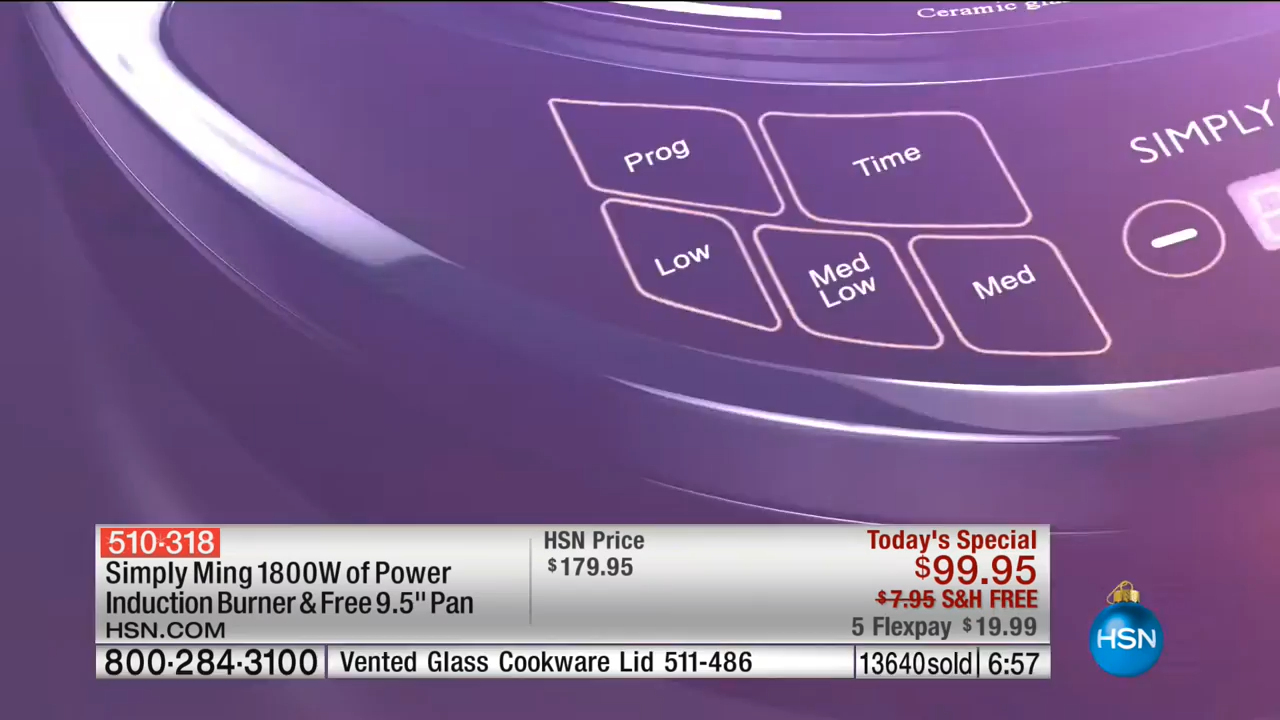 Ceramic
Prog
Time
SIMPLY
Low
Med
Low
Med
510-318
Simply Ming 1800W of Power
Induction Burner & Free 9.5" Pan
HSN.COM
HSN Price
$179.95
Today's Special
$99.95
$7.95 S&H FREE
5 Flexpay $19.99
800·284·3100
Vented Glass Cookware Lid 511-486
13640 sold
6:57
HSN